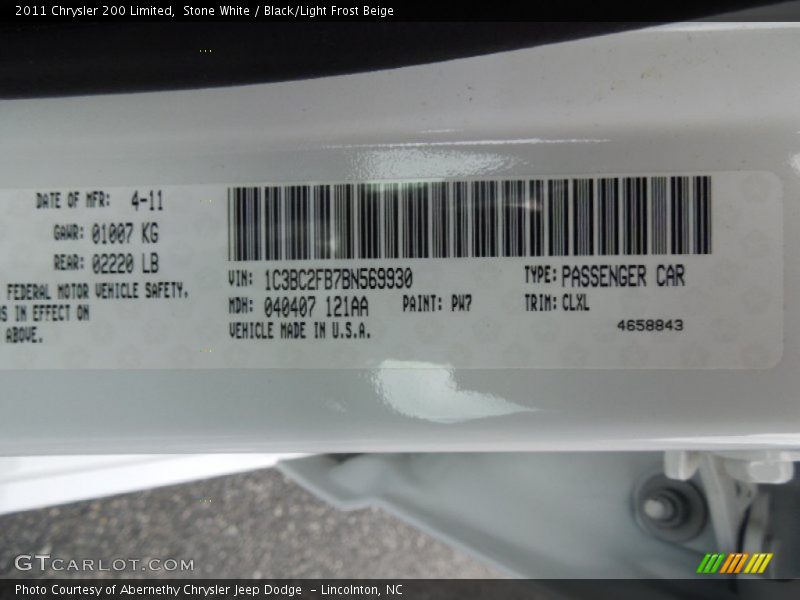 2011 Chrysler 200 Limited, Stone White / Black/Light Frost Beige
DATE OF MFR: 4-11
GAWR: 01007 KG
REAR: 02220 LB
FEDERAL MOTOR VEHICLE SAFETY.
S IN EFFECT ON
ABOVE.
VIN: 1C3BC2FB7BN569930
TYPE: PASSENGER CAR
MDH: 040407 121AA
PAINT: PW7
TRIM: CLXL
VEHICLE MADE IN U.S.A.
4658843
GTCARLOT.COM
Photo Courtesy of Abernethy Chrysler Jeep Dodge - Lincolnton, NC